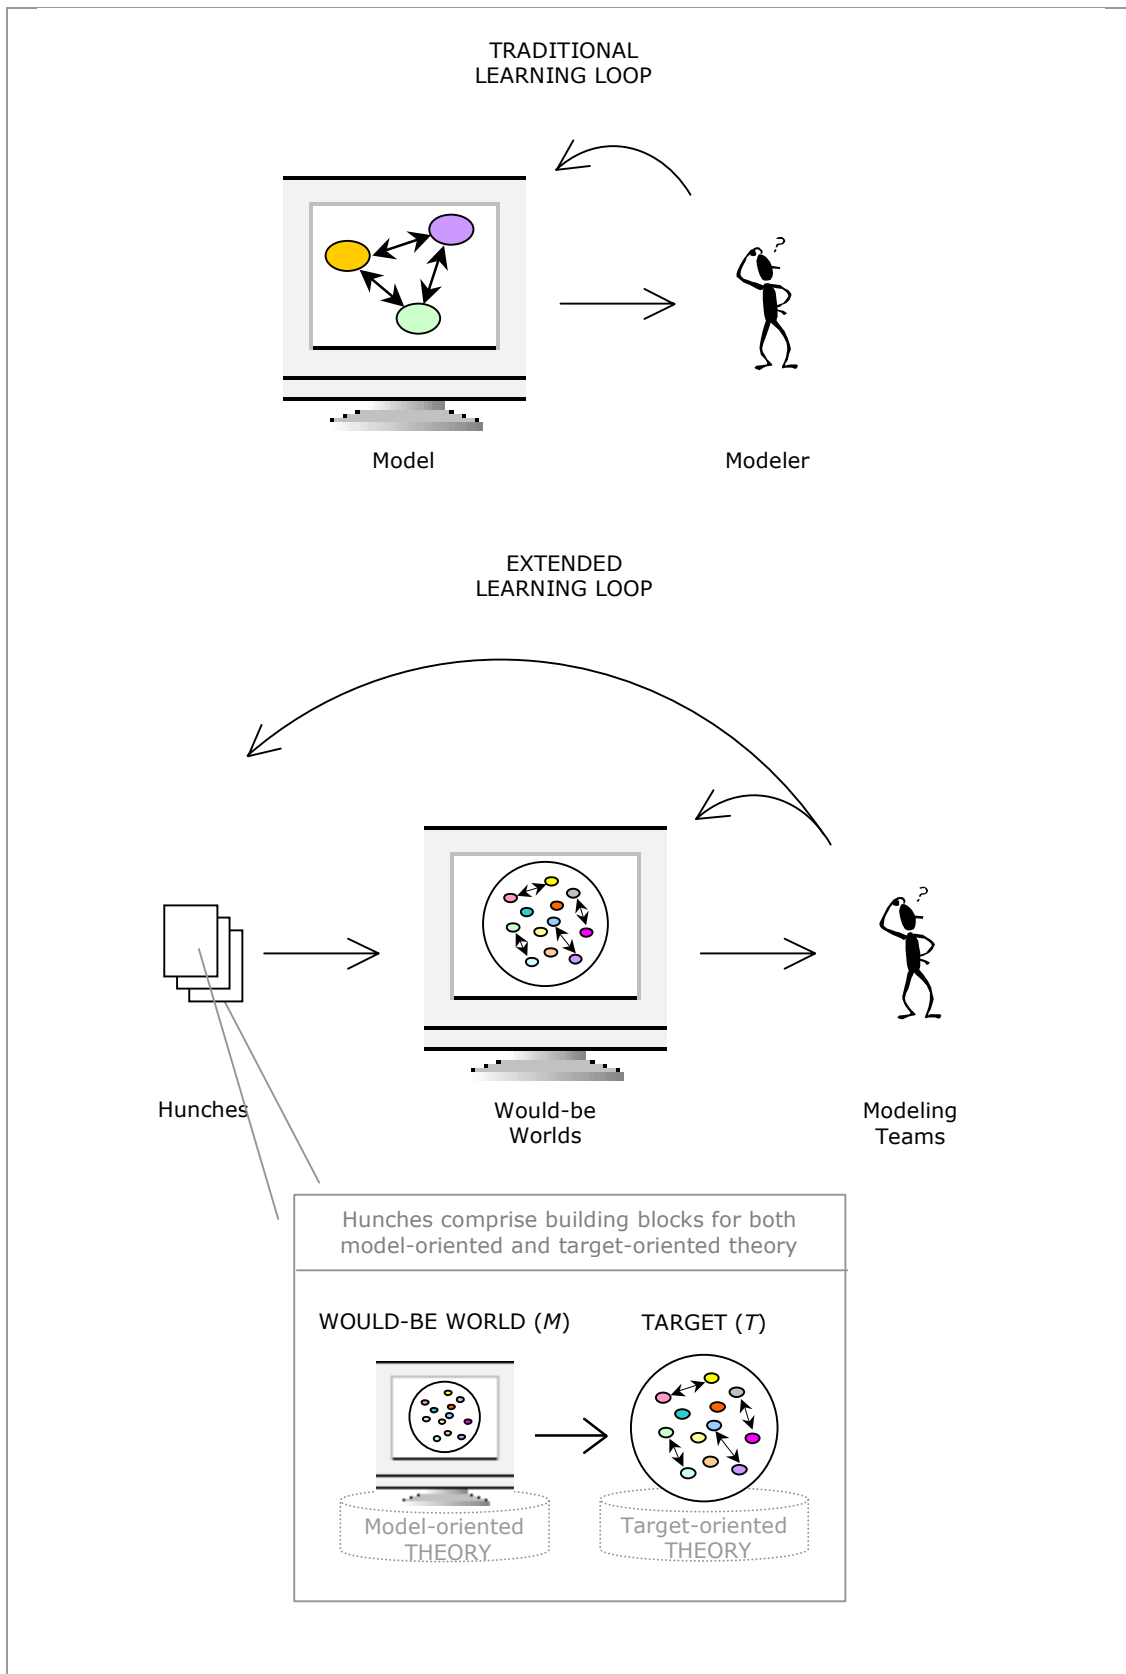 TRADITIONAL
LEARNING LOOP
?
Model
Modeler
EXTENDED
LEARNING LOOP
?
Hunches
Would-be
Worlds
Modeling
Teams
Hunches comprise building blocks for both
model-oriented and target-oriented theory
WOULD-BE WORLD (M)
TARGET (T)
Model-oriented
THEORY
Target-oriented
THEORY